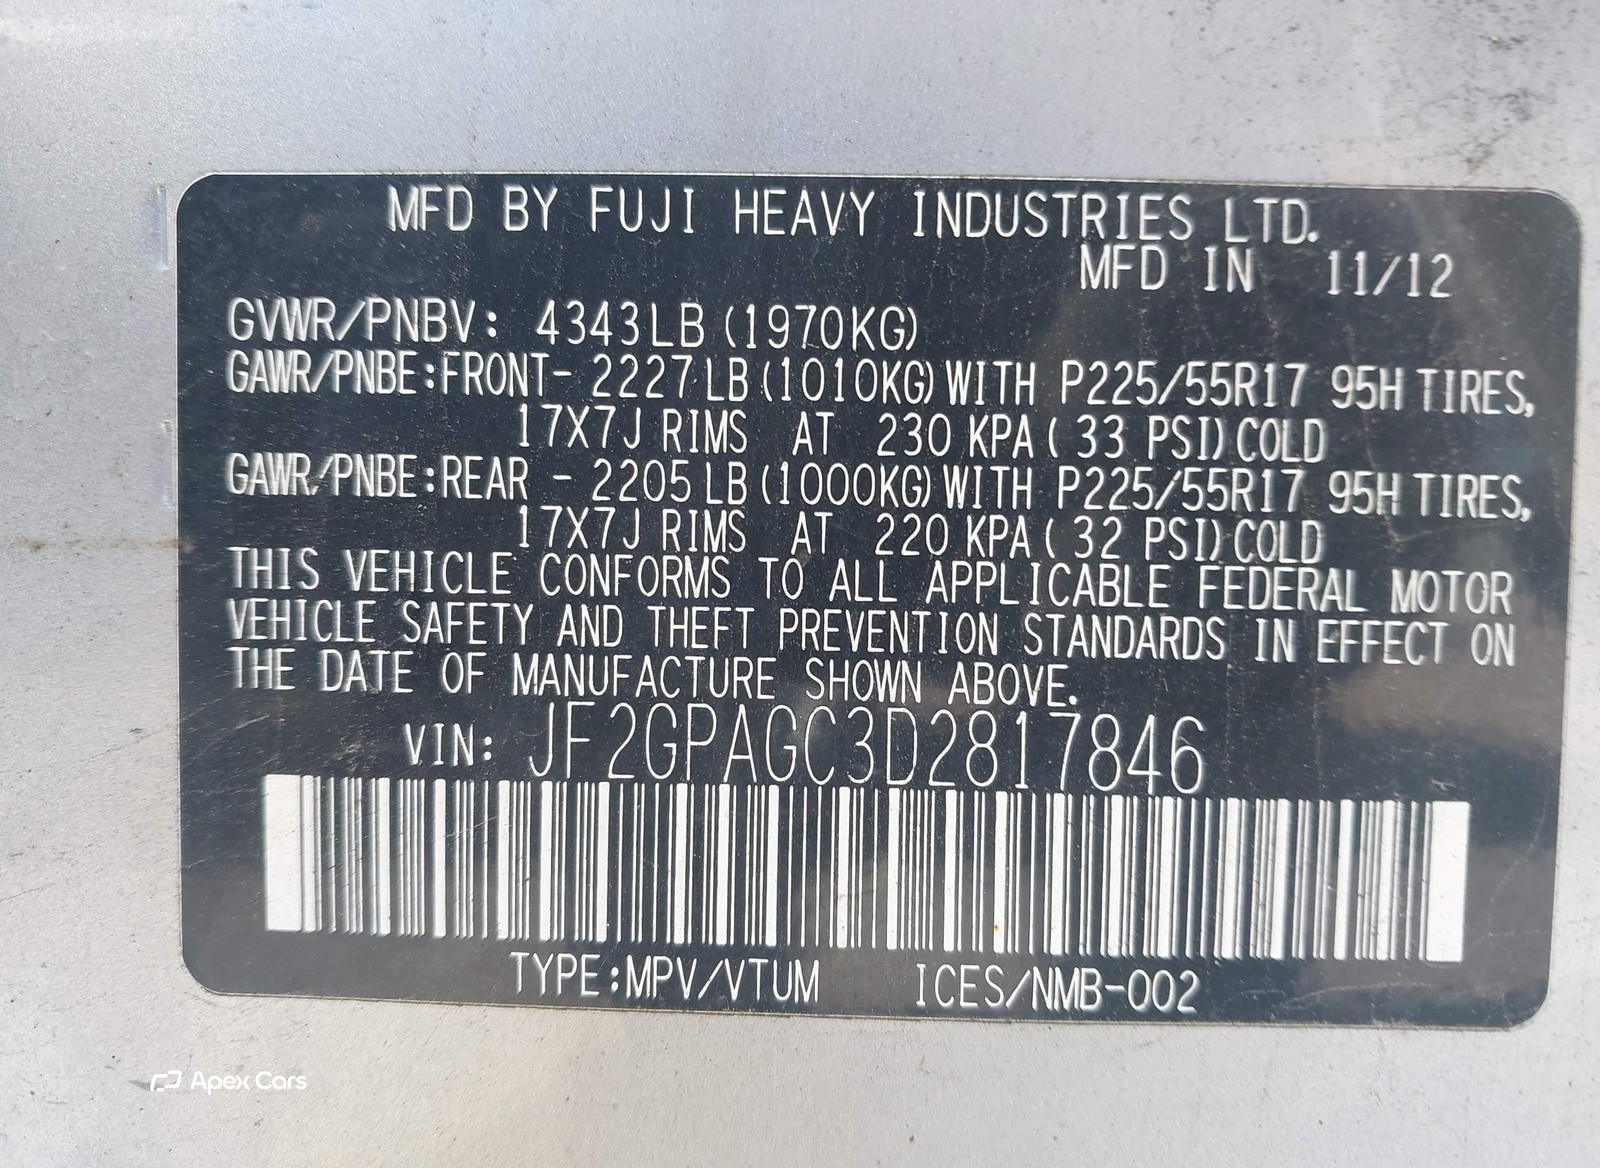 MFD BY FUJI HEAVY INDUSTRIES LTD.
MFD IN 11/12
GVWR/PNBV: 4343LB (1970KG)
GAWR/PNBE:FRONT- 2227 LB (1010KG) WITH P225/55R17 95H TIRES,
17X7J RIMS AT 230 KPA ( 33 PSI) COLD
GAWR/PNBE:REAR - 2205 LB (1000KG) WITH P225/55R17 95H TIRES,
17X7J RIMS AT 220 KPA ( 32 PSI) COLD
THIS VEHICLE CONFORMS TO ALL APPLICABLE FEDERAL MOTOR
VEHICLE SAFETY AND THEFT PREVENTION STANDARDS IN EFFECT ON
THE DATE OF MANUFACTURE SHOWN ABOVE.
VIN: JF2GPAGC3D2817846
TYPE:MPV/VTUM ICES/NMB-002
Apex Cars